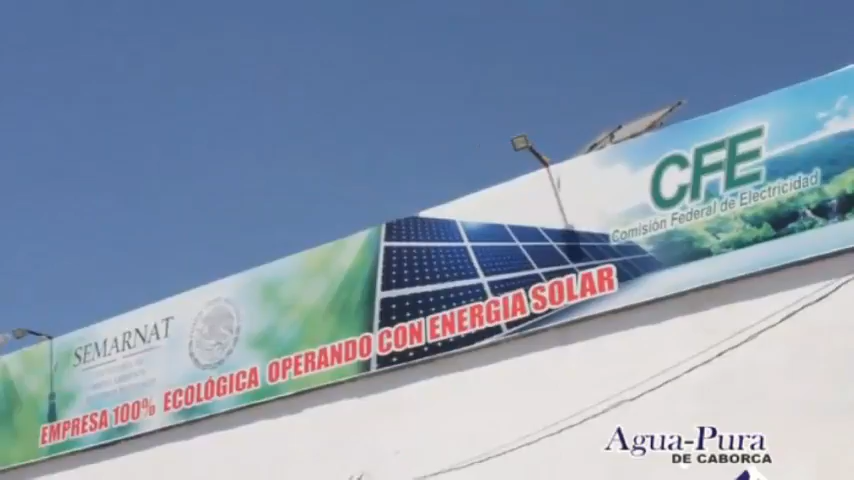 CFE
Comisión Federal de Electricidad
SEMARNAT
EMPRESA 100% ECOLÓGICA OPERANDO CON ENERGIA SOLAR
Agua-Pura
DE CABORCA